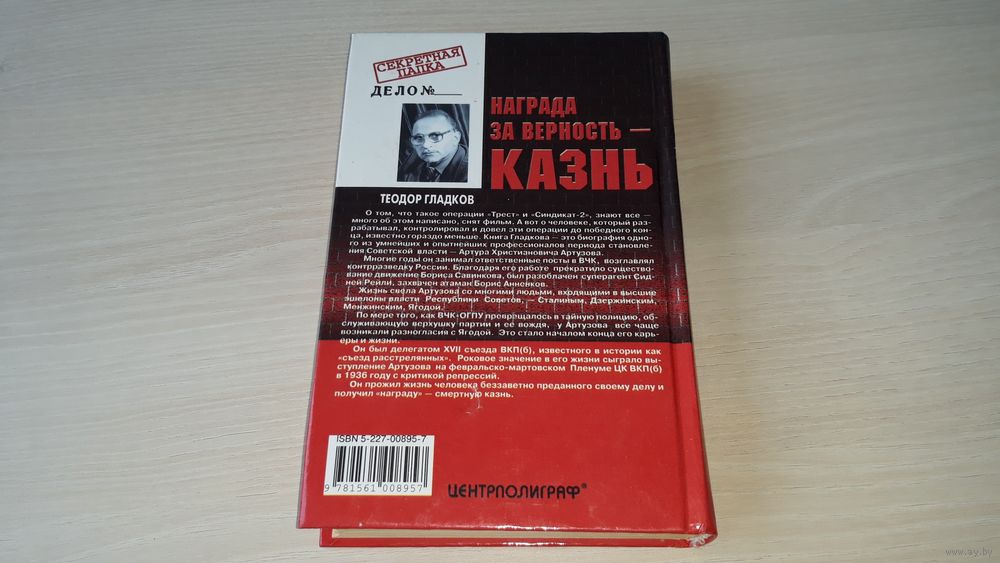 СЕКРЕТНАЯ
ПАПКА
ДЕЛО №
НАГРАДА
ЗА ВЕРНОСТЬ —
КАЗНЬ
ТЕОДОР ГЛАДКОВ
О том, что такое операции «Трест» и «Синдикат-2», знают все —
много об этом написано, снят фильм. А вот о человеке, который раз-
рабатывал, контролировал и довел эти операции до победного кон-
ца, известно гораздо меньше. Книга Гладкова — это биография одно-
го из умнейших и опытнейших профессионалов периода становле-
ния Советской власти — Артура Христиановича Артузова.
Многие годы он занимал ответственные посты в ВЧК, возглавлял
контрразведку России. Благодаря его работе прекратило существо-
вание движение Бориса Савинкова, был разоблачен суперагент Сид-
ней Рейли, захвачен атаман Борис Анненков.
Жизнь свела Артузова со многими людьми, входящими в высшие
эшелоны власти Республики Советов, — Сталиным, Дзержинским,
Менжинским, Ягодой.
По мере того, как ВЧК-ОГПУ превращалось в тайную полицию, об-
служивающую верхушку партии и её вождя, у Артузова все чаще
возникали разногласия с Ягодой. Это стало началом конца его карь-
еры и жизни.
Он был делегатом XVII съезда ВКП(б), известного в истории как
«съезд расстрелянных». Роковое значение в его жизни сыграло вы-
ступление Артузова на февральско-мартовском Пленуме ЦК ВКП(б)
в 1936 году с критикой репрессий.
Он прожил жизнь человека беззаветно преданного своему делу и
получил «награду» — смертную казнь.
ISBN 5-227-00895-7
9 781561 008957
ЦЕНТРПОЛИГРАФ®
www.ay.by